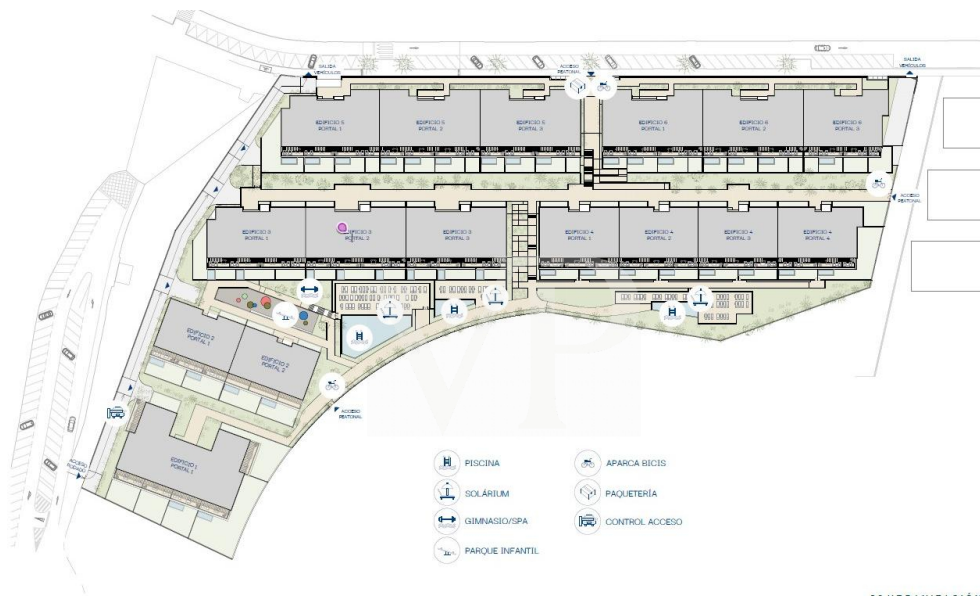 SALIDA
VEHÍCULOS
ACCESO
PEATONAL
SALIDA
VEHÍCULOS
EDIFICIO 5
PORTAL 1
EDIFICIO 5
PORTAL 2
EDIFICIO 5
PORTAL 3
EDIFICIO 6
PORTAL 1
EDIFICIO 6
PORTAL 2
EDIFICIO 6
PORTAL 3
ACCESO
PEATONAL
EDIFICIO 3
PORTAL 1
EDIFICIO 3
PORTAL 2
EDIFICIO 3
PORTAL 3
EDIFICIO 4
PORTAL 1
EDIFICIO 4
PORTAL 2
EDIFICIO 4
PORTAL 3
EDIFICIO 4
PORTAL 4
EDIFICIO 2
PORTAL 1
EDIFICIO 2
PORTAL 2
ACCESO
PEATONAL
ACCESO
RODADO
EDIFICIO 1
PORTAL 1
VP
PISCINA
SOLÁRIUM
GIMNASIO/SPA
PARQUE INFANTIL
APARCA BICIS
PAQUETERÍA
CONTROL ACCESO